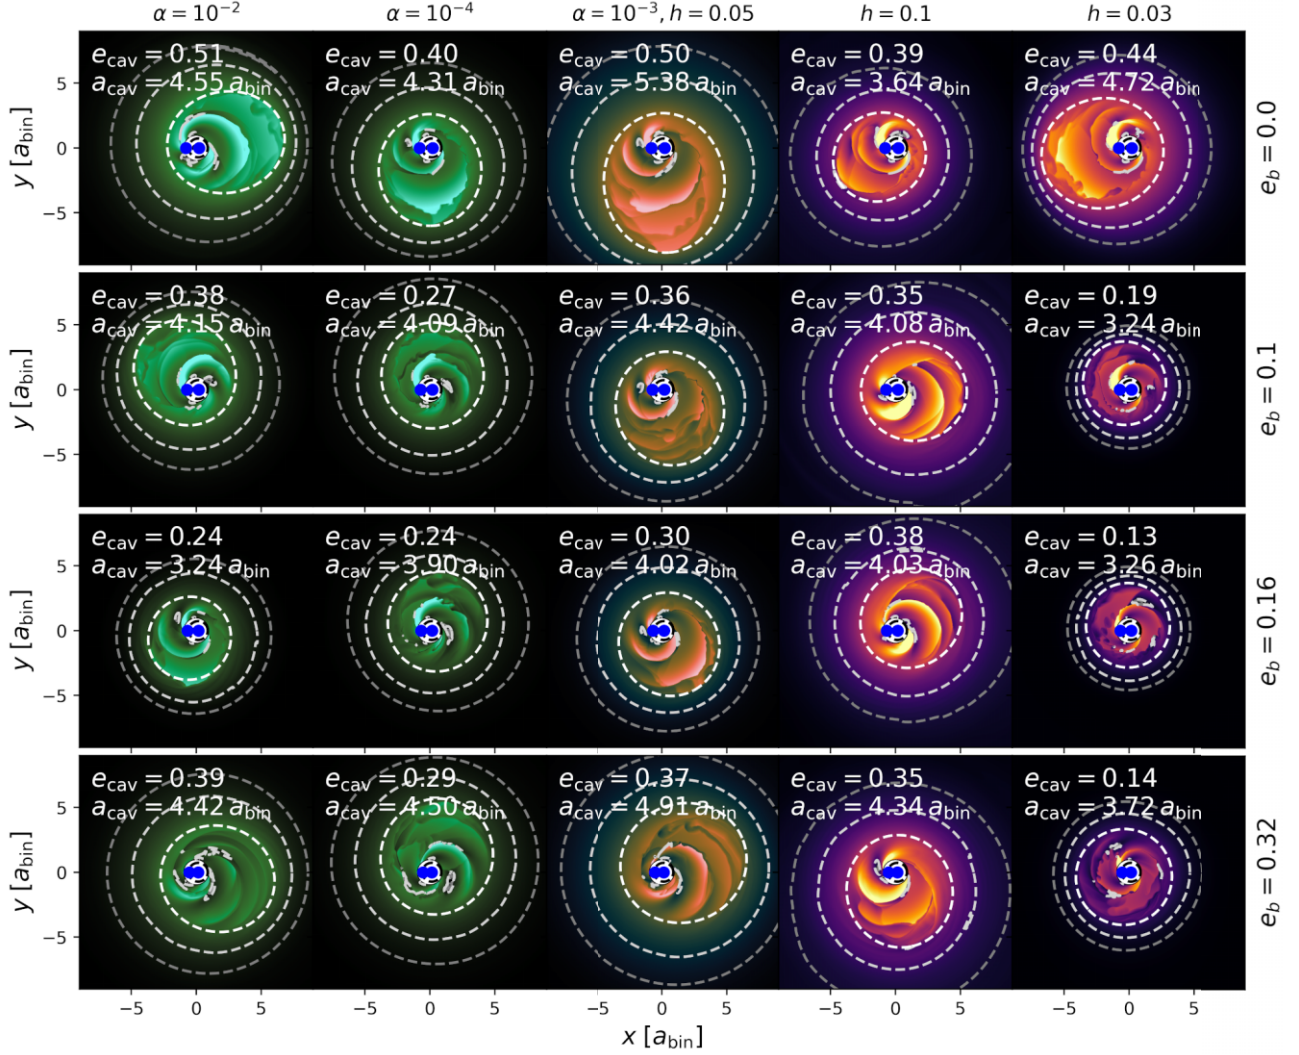 α = 10⁻² α = 10⁻⁴ α = 10⁻³, h = 0.05 h = 0.1 h = 0.03
e_cav = 0.51 e_cav = 0.40 e_cav = 0.50 e_cav = 0.39 e_cav = 0.44
a_cav = 4.55 a_bin a_cav = 4.31 a_bin a_cav = 5.38 a_bin a_cav = 3.64 a_bin a_cav = 4.72 a_bin
y [a_bin]
5
0
−5
e_b = 0.0
e_cav = 0.38 e_cav = 0.27 e_cav = 0.36 e_cav = 0.35 e_cav = 0.19
a_cav = 4.15 a_bin a_cav = 4.09 a_bin a_cav = 4.42 a_bin a_cav = 4.08 a_bin a_cav = 3.24 a_bin
y [a_bin]
5
0
−5
e_b = 0.1
e_cav = 0.24 e_cav = 0.24 e_cav = 0.30 e_cav = 0.38 e_cav = 0.13
a_cav = 3.24 a_bin a_cav = 3.90 a_bin a_cav = 4.02 a_bin a_cav = 4.03 a_bin a_cav = 3.26 a_bin
y [a_bin]
5
0
−5
e_b = 0.16
e_cav = 0.39 e_cav = 0.29 e_cav = 0.37 e_cav = 0.35 e_cav = 0.14
a_cav = 4.42 a_bin a_cav = 4.50 a_bin a_cav = 4.91 a_bin a_cav = 4.34 a_bin a_cav = 3.72 a_bin
y [a_bin]
5
0
−5
e_b = 0.32
−5 0 5 −5 0 5 −5 0 5 −5 0 5 −5 0 5
x [a_bin]